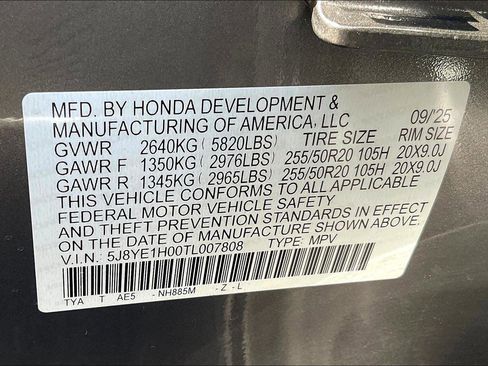 MFD. BY HONDA DEVELOPMENT &
MANUFACTURING OF AMERICA, LLC 09/'25
GVWR 2640KG ( 5820LBS) TIRE SIZE RIM SIZE
GAWR F 1350KG ( 2976LBS) 255/50R20 105H 20X9.0J
GAWR R 1345KG ( 2965LBS) 255/50R20 105H 20X9.0J
THIS VEHICLE CONFORMS TO ALL APPLICABLE
FEDERAL MOTOR VEHICLE SAFETY
AND THEFT PREVENTION STANDARDS IN EFFECT
ON THE DATE OF MANUFACTURE SHOWN ABOVE.
V.I.N.: 5J8YE1H00TL007808 TYPE: MPV
TYA T AE5 - NH885M - Z - L